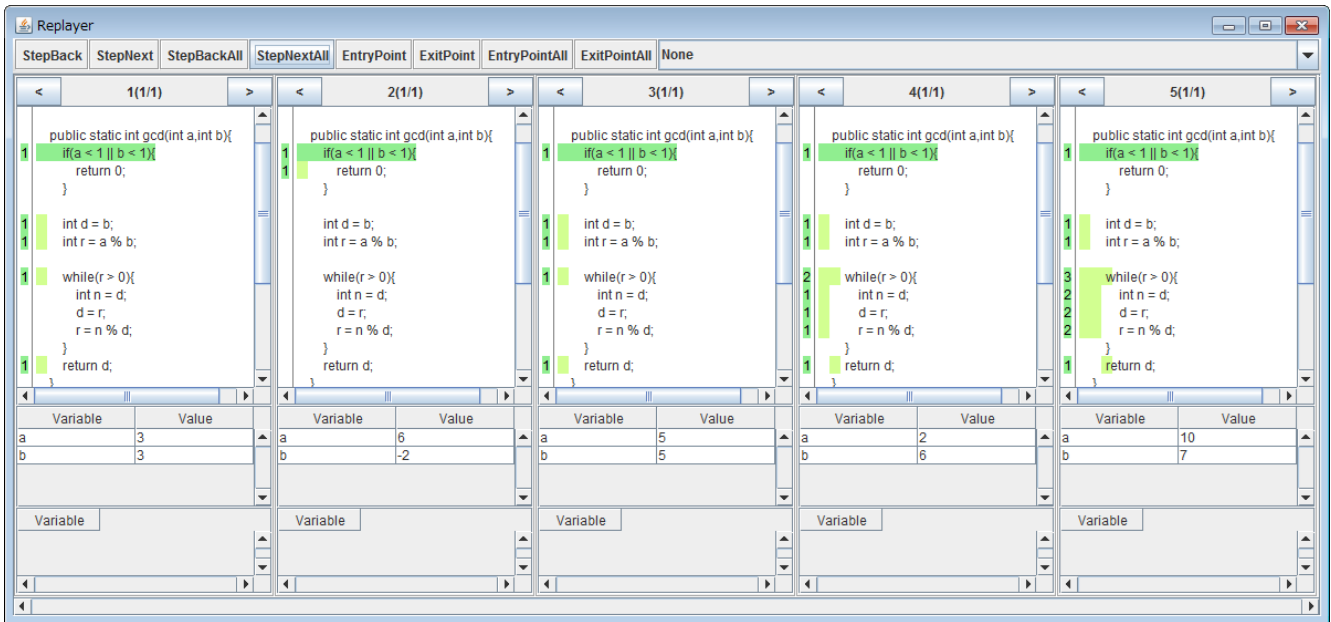 Replayer
StepBack StepNext StepBackAll StepNextAll EntryPoint ExitPoint EntryPointAll ExitPointAll None
< 1(1/1) >
public static int gcd(int a,int b){
1 if(a < 1 || b < 1){
return 0;
}
1 int d = b;
1 int r = a % b;
1 while(r > 0){
int n = d;
d = r;
r = n % d;
}
1 return d;
}
Variable Value
a 3
b 3
Variable
< 2(1/1) >
public static int gcd(int a,int b){
1 if(a < 1 || b < 1){
1 return 0;
}
int d = b;
int r = a % b;
while(r > 0){
int n = d;
d = r;
r = n % d;
}
return d;
}
Variable Value
a 6
b -2
Variable
< 3(1/1) >
public static int gcd(int a,int b){
1 if(a < 1 || b < 1){
return 0;
}
1 int d = b;
1 int r = a % b;
1 while(r > 0){
int n = d;
d = r;
r = n % d;
}
1 return d;
}
Variable Value
a 5
b 5
Variable
< 4(1/1) >
public static int gcd(int a,int b){
1 if(a < 1 || b < 1){
return 0;
}
1 int d = b;
1 int r = a % b;
2 while(r > 0){
1 int n = d;
1 d = r;
1 r = n % d;
}
1 return d;
}
Variable Value
a 2
b 6
Variable
< 5(1/1) >
public static int gcd(int a,int b){
1 if(a < 1 || b < 1){
return 0;
}
1 int d = b;
1 int r = a % b;
3 while(r > 0){
2 int n = d;
2 d = r;
2 r = n % d;
}
1 return d;
}
Variable Value
a 10
b 7
Variable